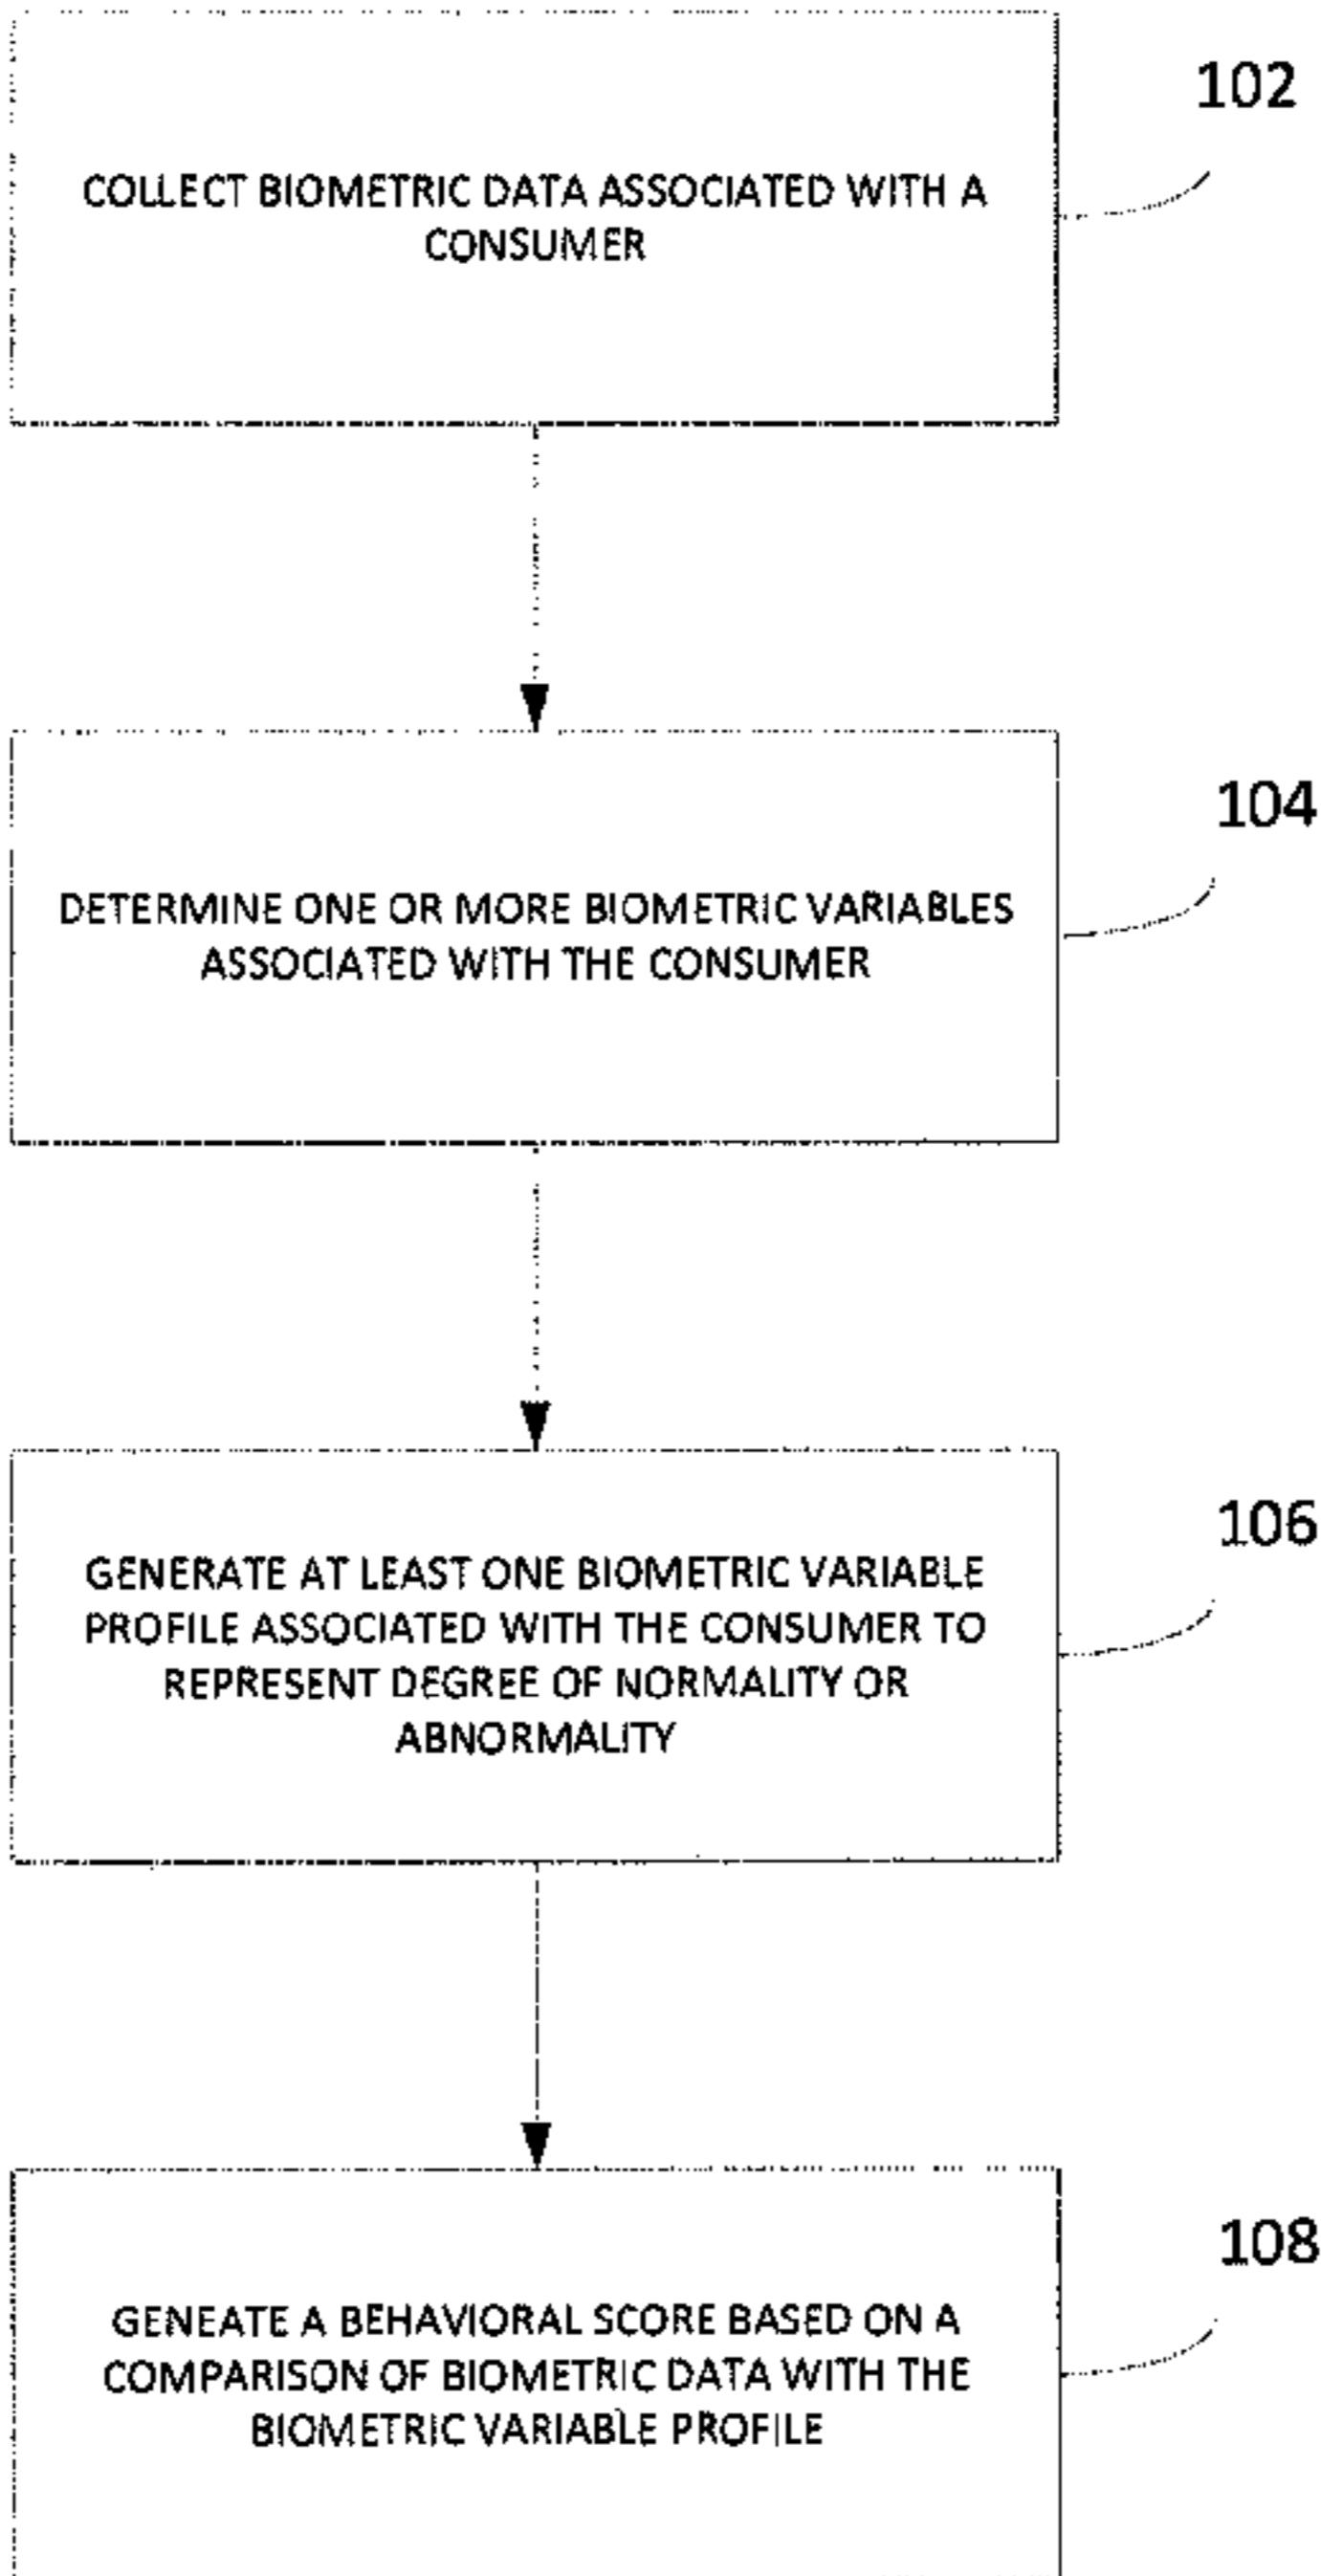 102
COLLECT BIOMETRIC DATA ASSOCIATED WITH A
CONSUMER
104
DETERMINE ONE OR MORE BIOMETRIC VARIABLES
ASSOCIATED WITH THE CONSUMER
106
GENERATE AT LEAST ONE BIOMETRIC VARIABLE
PROFILE ASSOCIATED WITH THE CONSUMER TO
REPRESENT DEGREE OF NORMALITY OR
ABNORMALITY
108
GENEATE A BEHAVIORAL SCORE BASED ON A
COMPARISON OF BIOMETRIC DATA WITH THE
BIOMETRIC VARIABLE PROFILE